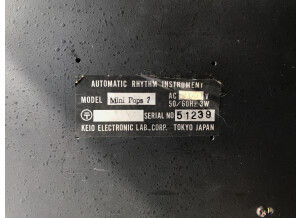 AUTOMATIC RHYTHM INSTRUMENT
MODEL Mini Pops 7 AC V
50/60Hz 3W
SERIAL NO 51239
KEIO ELECTRONIC LAB., CORP. TOKYO JAPAN